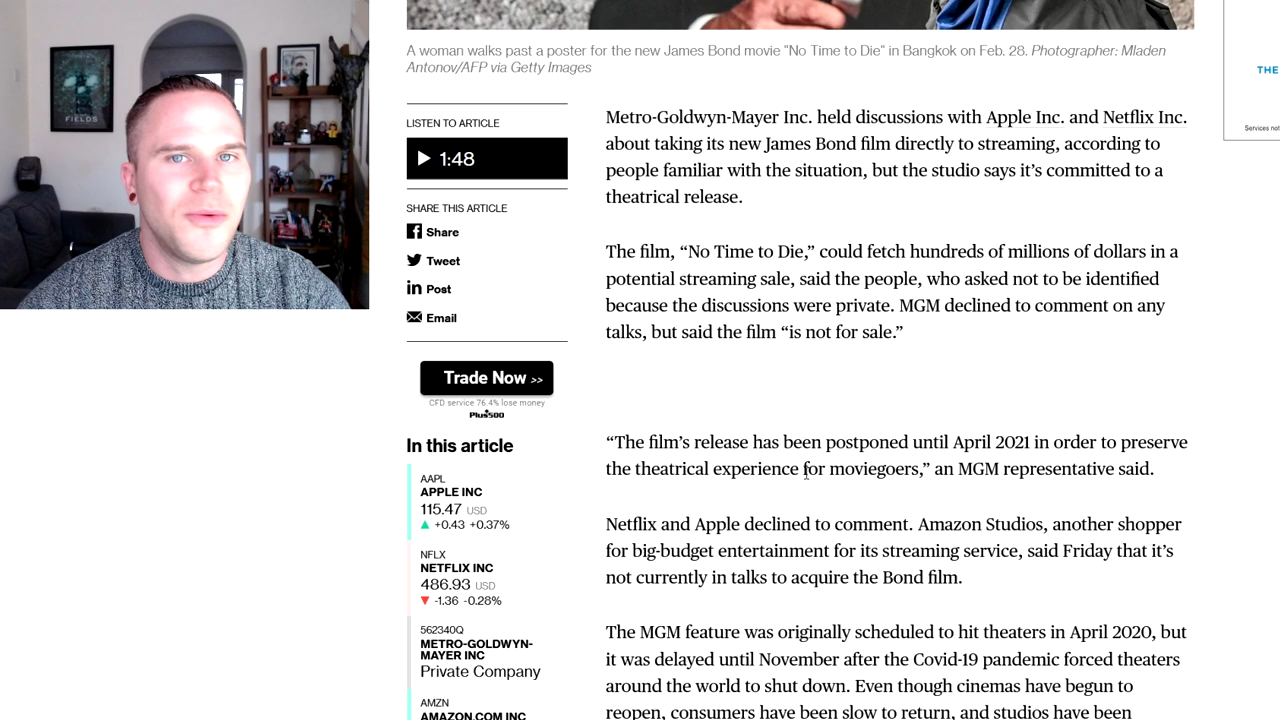 FIELDS
A woman walks past a poster for the new James Bond movie "No Time to Die" in Bangkok on Feb. 28. Photographer: Mladen
Antonov/AFP via Getty Images
LISTEN TO ARTICLE
1:48
SHARE THIS ARTICLE
Share
Tweet
Post
Email
Trade Now >>
CFD service 76.4% lose money
Plus500
In this article
AAPL
APPLE INC
115.47 USD
+0.43 +0.37%
NFLX
NETFLIX INC
486.93 USD
-1.36 -0.28%
562340Q
METRO-GOLDWYN-
MAYER INC
Private Company
AMZN
AMAZON.COM INC
Metro-Goldwyn-Mayer Inc. held discussions with Apple Inc. and Netflix Inc.
about taking its new James Bond film directly to streaming, according to
people familiar with the situation, but the studio says it’s committed to a
theatrical release.
The film, “No Time to Die,” could fetch hundreds of millions of dollars in a
potential streaming sale, said the people, who asked not to be identified
because the discussions were private. MGM declined to comment on any
talks, but said the film “is not for sale.”
“The film’s release has been postponed until April 2021 in order to preserve
the theatrical experience for moviegoers,” an MGM representative said.
Netflix and Apple declined to comment. Amazon Studios, another shopper
for big-budget entertainment for its streaming service, said Friday that it’s
not currently in talks to acquire the Bond film.
The MGM feature was originally scheduled to hit theaters in April 2020, but
it was delayed until November after the Covid-19 pandemic forced theaters
around the world to shut down. Even though cinemas have begun to
reopen, consumers have been slow to return, and studios have been
THE
Services not